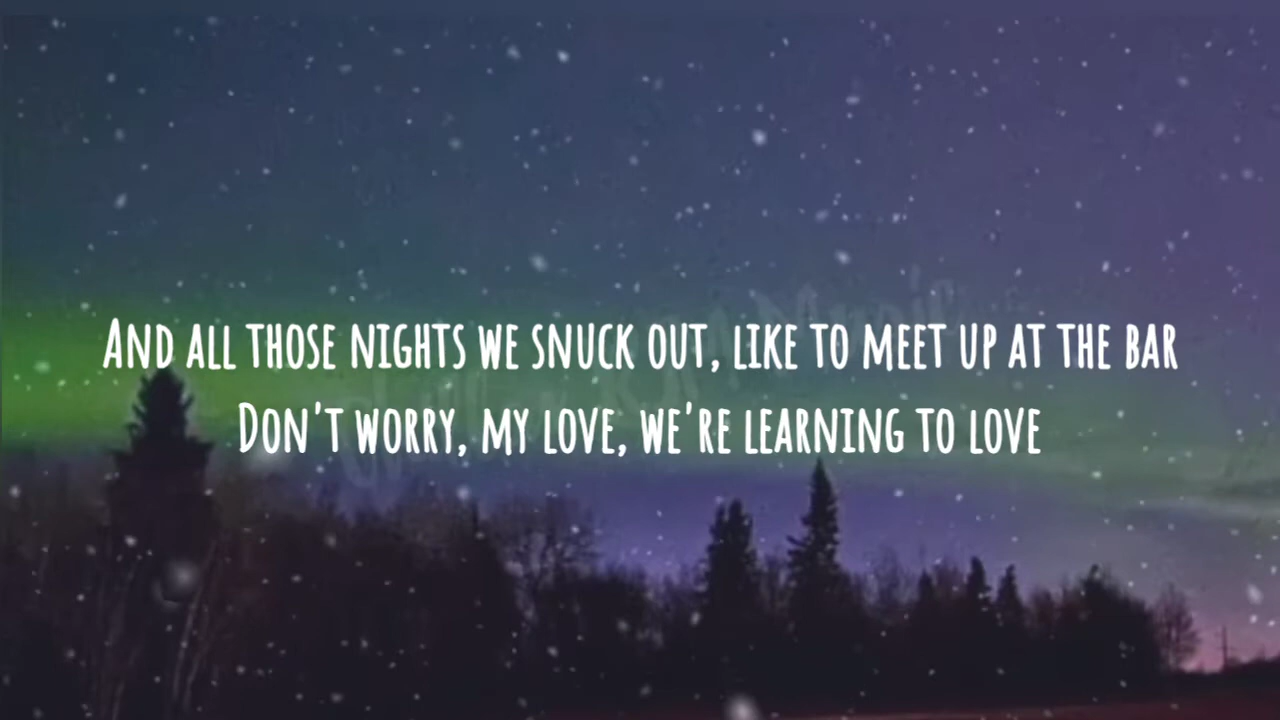 And all those nights we snuck out, like to meet up at the bar
Don't worry, my love, we're learning to love